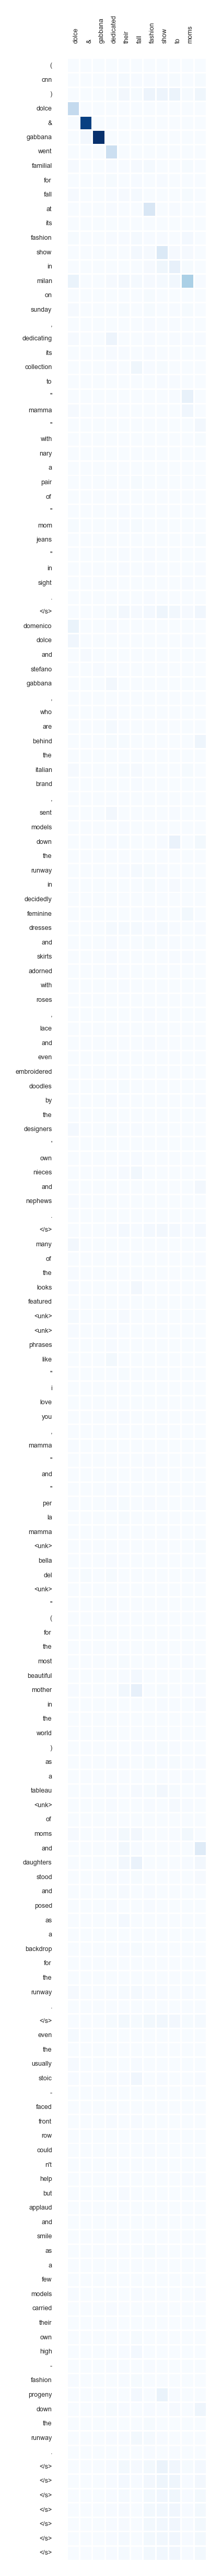 dolce
&
gabbana
dedicated
their
fall
fashion
show
to
moms
(
cnn
)
dolce
&
gabbana
went
familial
for
fall
at
its
fashion
show
in
milan
on
sunday
,
dedicating
its
collection
to
"
mamma
"
with
nary
a
pair
of
"
mom
jeans
"
in
sight
.
</s>
domenico
dolce
and
stefano
gabbana
,
who
are
behind
the
italian
brand
,
sent
models
down
the
runway
in
decidedly
feminine
dresses
and
skirts
adorned
with
roses
,
lace
and
even
embroidered
doodles
by
the
designers
'
own
nieces
and
nephews
.
</s>
many
of
the
looks
featured
<unk>
<unk>
phrases
like
"
i
love
you
,
mamma
"
and
"
per
la
mamma
<unk>
bella
del
<unk>
"
(
for
the
most
beautiful
mother
in
the
world
)
as
a
tableau
<unk>
of
moms
and
daughters
stood
and
posed
as
a
backdrop
for
the
runway
.
</s>
even
the
usually
stoic
-
faced
front
row
could
n't
help
but
applaud
and
smile
as
a
few
models
carried
their
own
high
-
fashion
progeny
down
the
runway
.
</s>
</s>
</s>
</s>
</s>
</s>
</s>